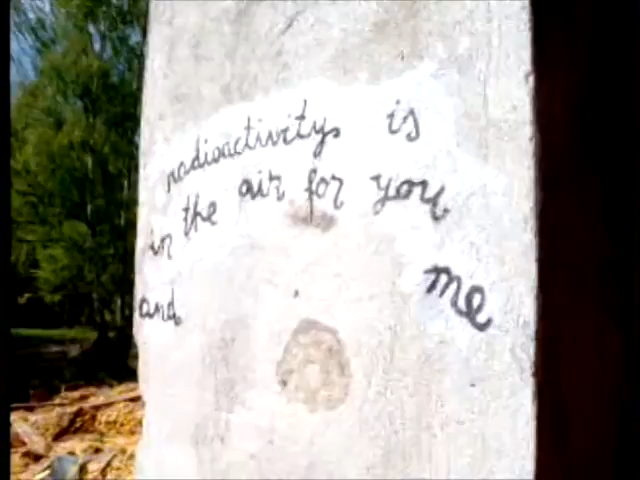 radioactivity is
in the air for you
and me